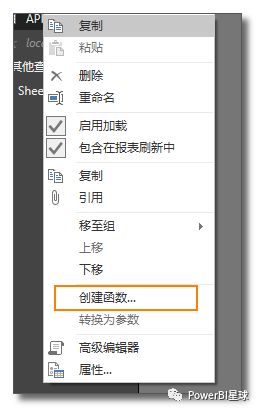 API
复制
loca
粘贴
其他查
删除
Sheet
重命名
启用加载
包含在报表刷新中
复制
引用
移至组
上移
下移
创建函数...
转换为参数
高级编辑器
属性...
PowerBI星球